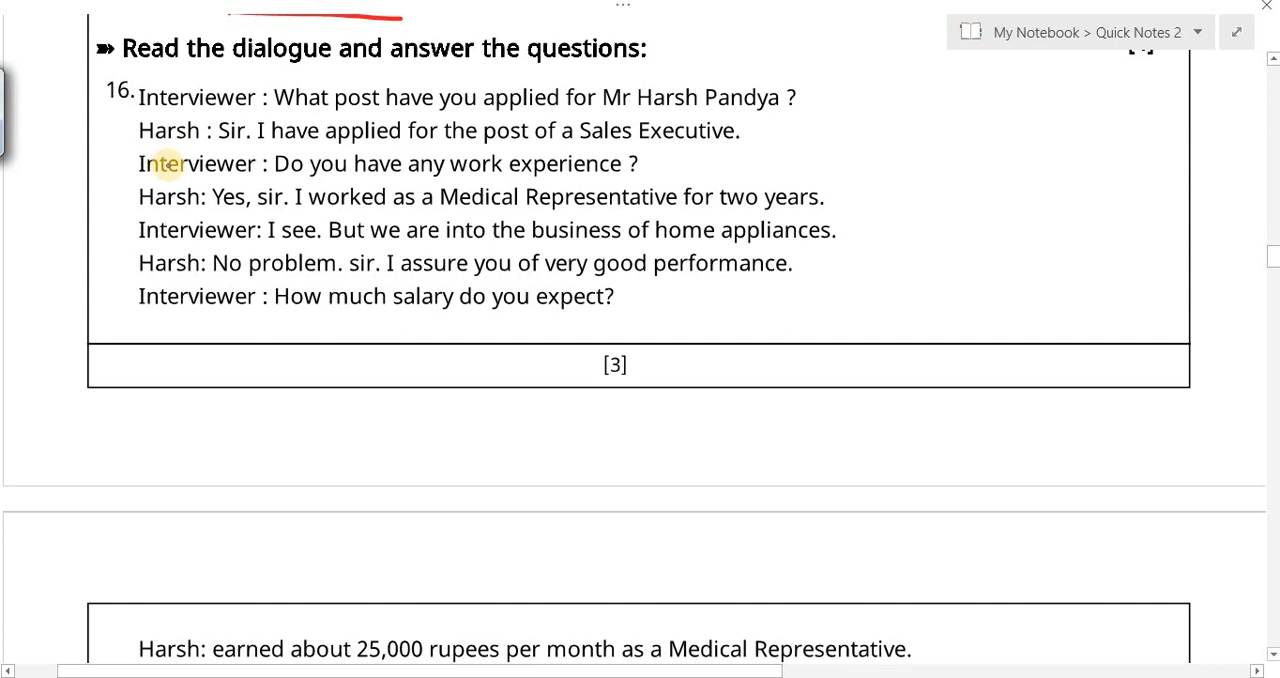 ...
My Notebook > Quick Notes 2
➽ Read the dialogue and answer the questions:
16. Interviewer : What post have you applied for Mr Harsh Pandya ?
Harsh : Sir. I have applied for the post of a Sales Executive.
Interviewer : Do you have any work experience ?
Harsh: Yes, sir. I worked as a Medical Representative for two years.
Interviewer: I see. But we are into the business of home appliances.
Harsh: No problem. sir. I assure you of very good performance.
Interviewer : How much salary do you expect?
[3]
Harsh: earned about 25,000 rupees per month as a Medical Representative.